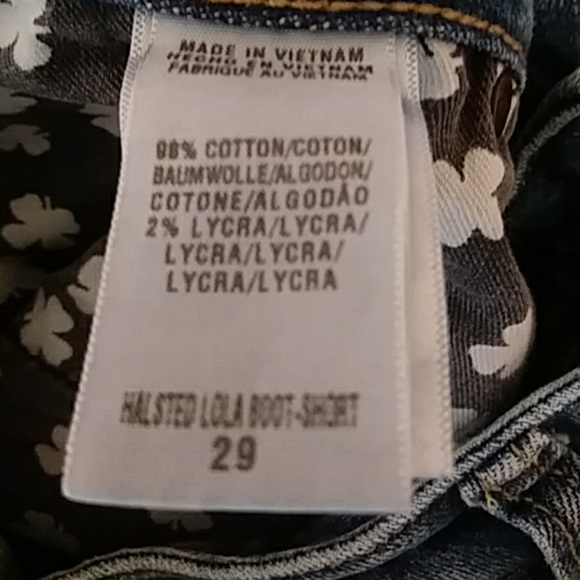 MADE IN VIETNAM
HECHO EN VIETNAM
FABRIQUÉ AU VIETNAM
98% COTTON/COTON/
BAUMWOLLE/ALGODON/
COTONE/ALGODÃO
2% LYCRA/LYCRA/
LYCRA/LYCRA/
LYCRA/LYCRA
HALSTED LOLA BOOT-SHORT
29